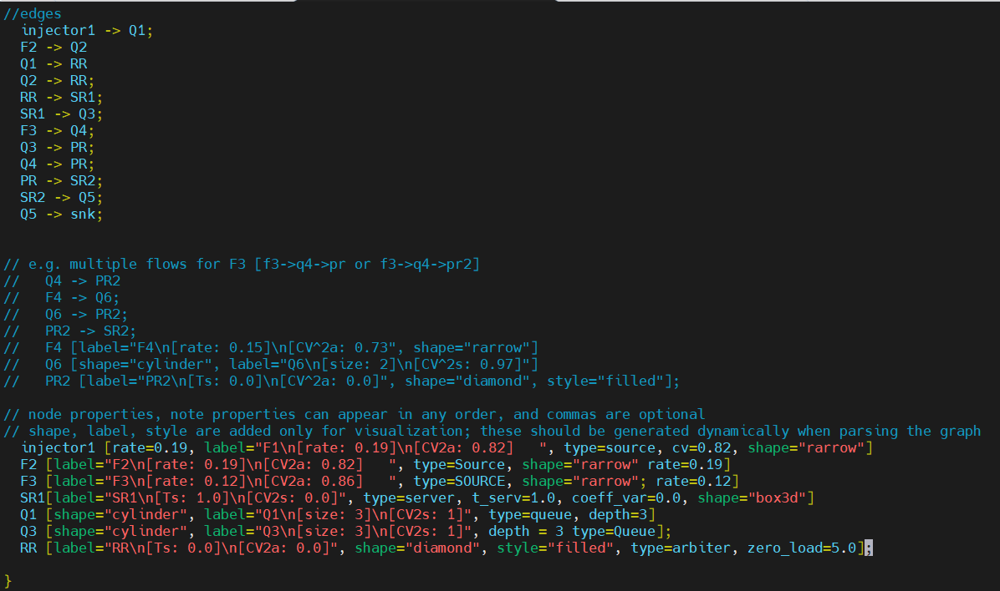 //edges
injector1 -> Q1;
F2 -> Q2
Q1 -> RR
Q2 -> RR;
RR -> SR1;
SR1 -> Q3;
F3 -> Q4;
Q3 -> PR;
Q4 -> PR;
PR -> SR2;
SR2 -> Q5;
Q5 -> snk;
// e.g. multiple flows for F3 [f3->q4->pr or f3->q4->pr2]
//   Q4 -> PR2
//   F4 -> Q6;
//   Q6 -> PR2;
//   PR2 -> SR2;
//   F4 [label="F4\n[rate: 0.15]\n[CV^2a: 0.73", shape="rarrow"]
//   Q6 [shape="cylinder", label="Q6\n[size: 2]\n[CV^2s: 0.97]"]
//   PR2 [label="PR2\n[Ts: 0.0]\n[CV^2a: 0.0]", shape="diamond", style="filled"];
// node properties, note properties can appear in any order, and commas are optional
// shape, label, style are added only for visualization; these should be generated dynamically when parsing the graph
injector1 [rate=0.19, label="F1\n[rate: 0.19]\n[CV2a: 0.82]   ", type=source, cv=0.82, shape="rarrow"]
F2 [label="F2\n[rate: 0.19]\n[CV2a: 0.82]   ", type=Source, shape="rarrow" rate=0.19]
F3 [label="F3\n[rate: 0.12]\n[CV2a: 0.86]   ", type=SOURCE, shape="rarrow"; rate=0.12]
SR1[label="SR1\n[Ts: 1.0]\n[CV2s: 0.0]", type=server, t_serv=1.0, coeff_var=0.0, shape="box3d"]
Q1 [shape="cylinder", label="Q1\n[size: 3]\n[CV2s: 1]", type=queue, depth=3]
Q3 [shape="cylinder", label="Q3\n[size: 3]\n[CV2s: 1]", depth = 3 type=Queue];
RR [label="RR\n[Ts: 0.0]\n[CV2a: 0.0]", shape="diamond", style="filled", type=arbiter, zero_load=5.0];
}